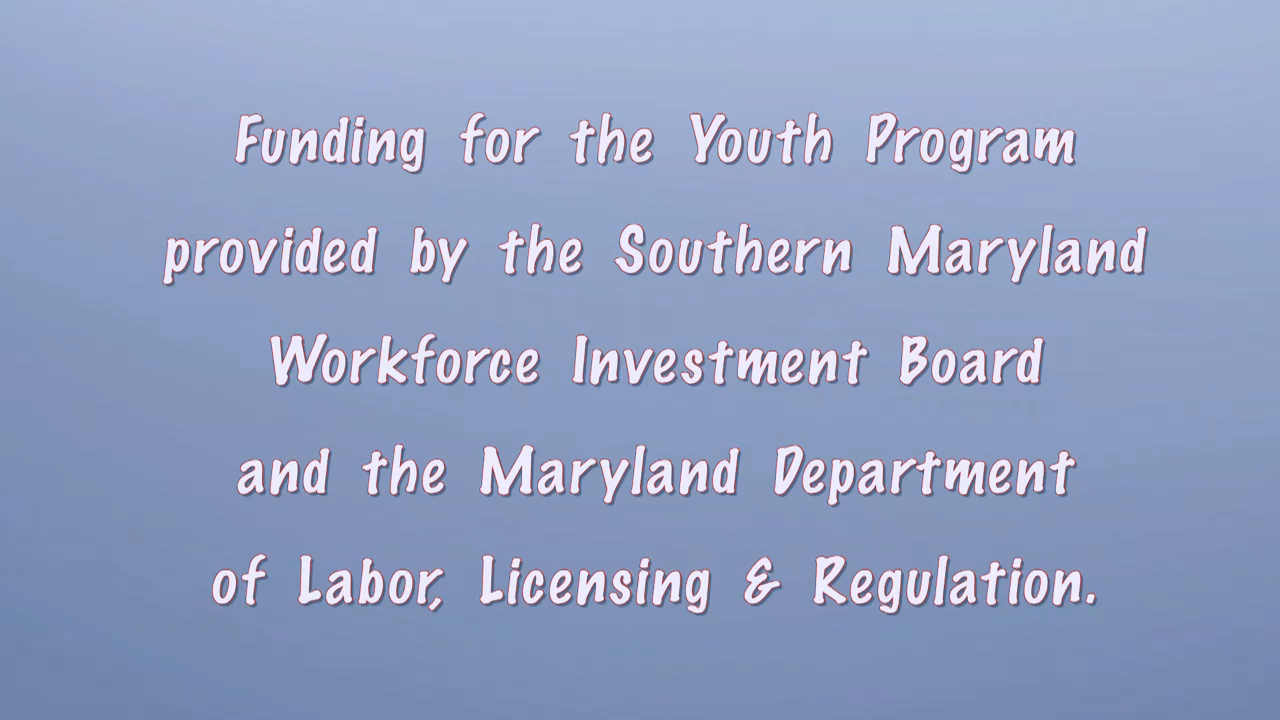 Funding for the Youth Program
provided by the Southern Maryland
Workforce Investment Board
and the Maryland Department
of Labor, Licensing & Regulation.